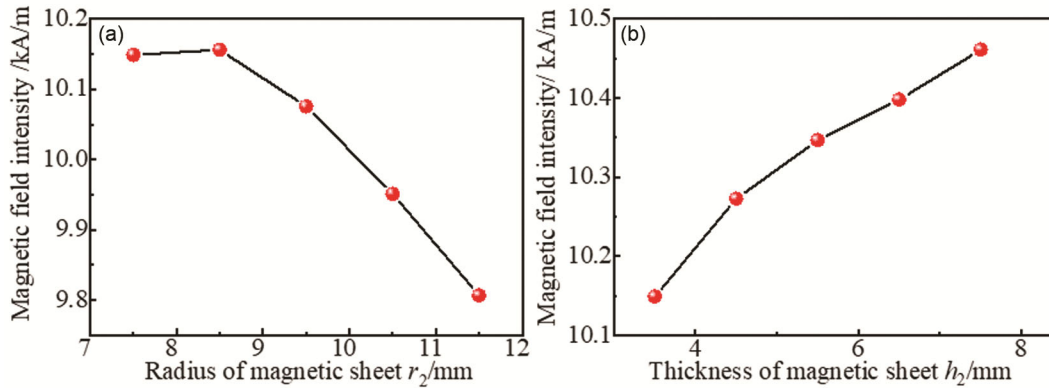 (a)
Magnetic field intensity /kA/m
10.2
10.1
10.0
9.9
9.8
7 8 9 10 11 12
Radius of magnetic sheet r₂/mm
(b)
Magnetic field intensity/ kA/m
10.5
10.4
10.3
10.2
10.1
4 6 8
Thickness of magnetic sheet h₂/mm